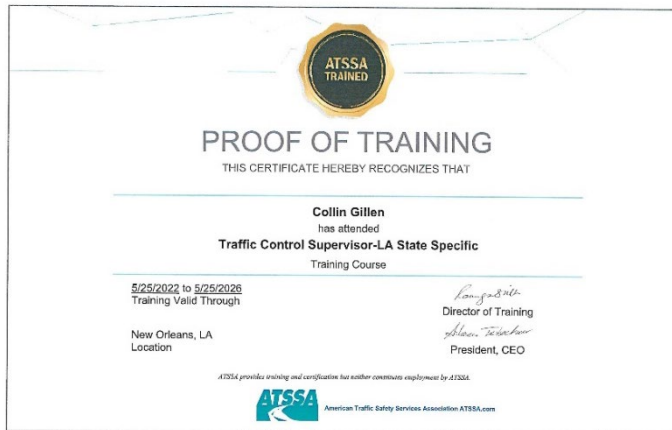 ATSSA
TRAINED
PROOF OF TRAINING
THIS CERTIFICATE HEREBY RECOGNIZES THAT
Collin Gillen
has attended
Traffic Control Supervisor-LA State Specific
Training Course
5/25/2022 to 5/25/2026
Training Valid Through
Director of Training
New Orleans, LA
Location
President, CEO
ATSSA provides training and certification but neither constitutes employment by ATSSA.
ATSSA
American Traffic Safety Services Association ATSSA.com